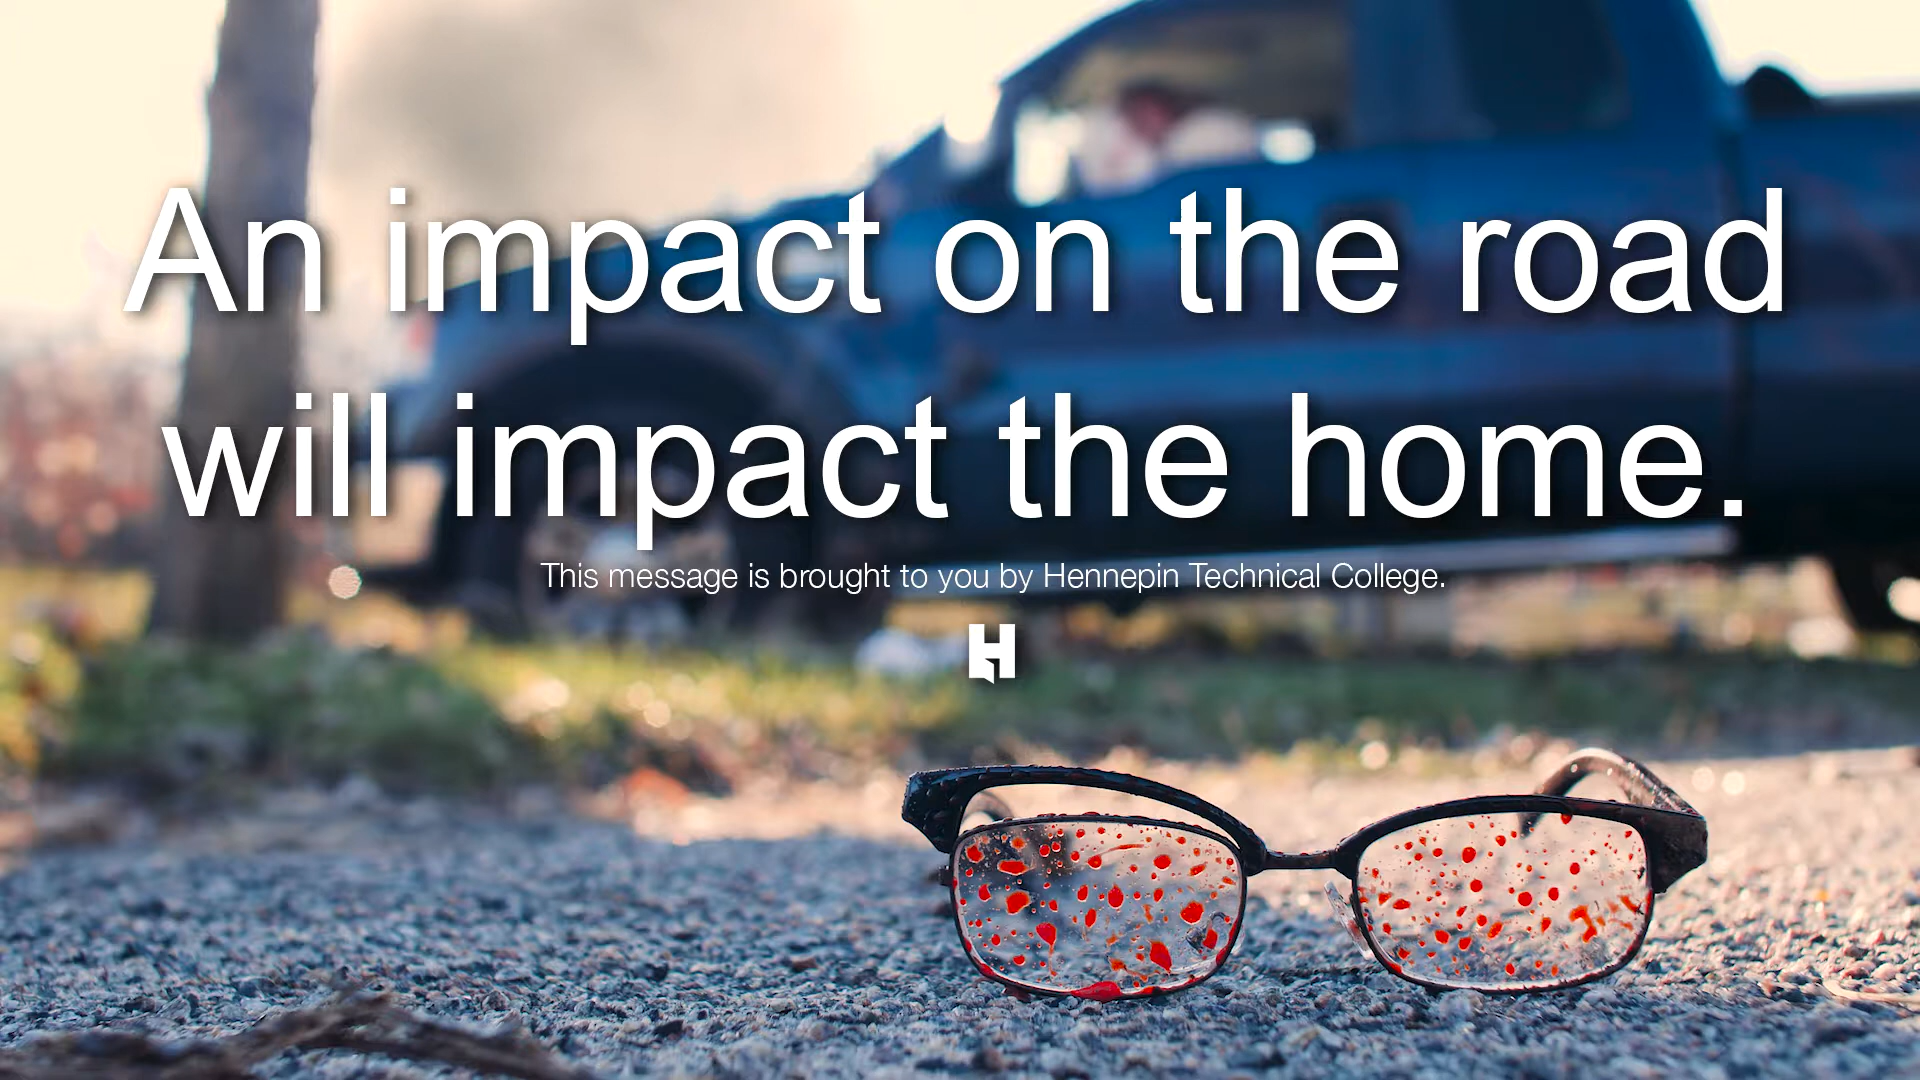 An impact on the road
will impact the home.
This message is brought to you by Hennepin Technical College.